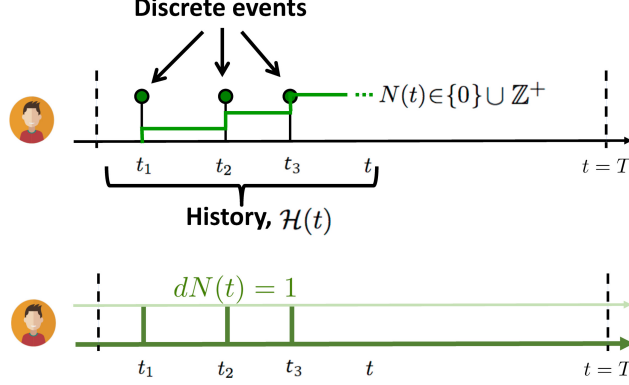 Discrete events
··· N(t)∈{0} ∪ ℤ⁺
t₁ t₂ t₃ t t = T
History, ℋ(t)
dN(t) = 1
t₁ t₂ t₃ t t = T